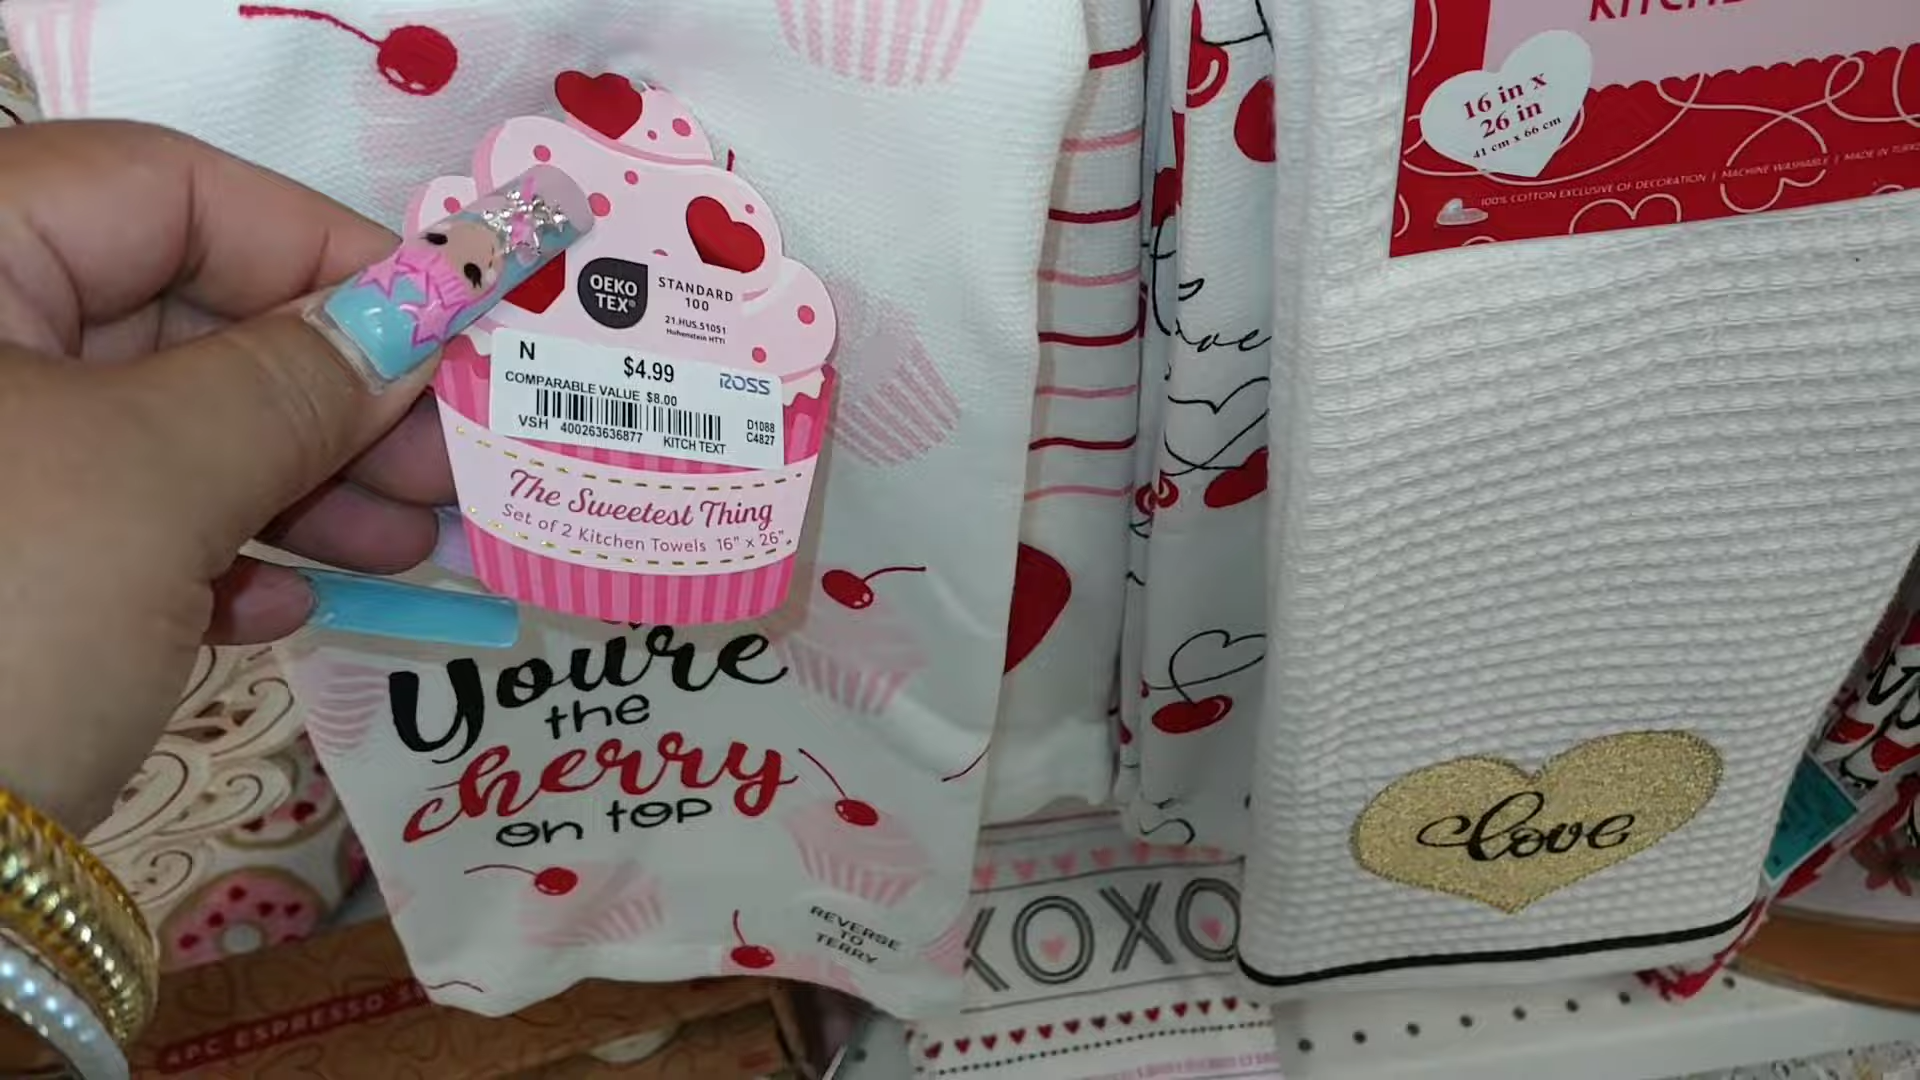 OEKO
TEX®
STANDARD
100
21.HUS.51051
Hohenstein HTTI
N
$4.99
ROSS
COMPARABLE VALUE $8.00
VSH 400263636877 KITCH TEXT
D1088
C4827
The Sweetest Thing
Set of 2 Kitchen Towels 16" x 26"
You're
the
cherry
on top
REVERSE
TO
TERRY
4PC ESPRESSO
love
XOXO
16 in x
26 in
41 cm x 66 cm
100% COTTON EXCLUSIVE OF DECORATION | MACHINE WASHABLE | MADE IN
love